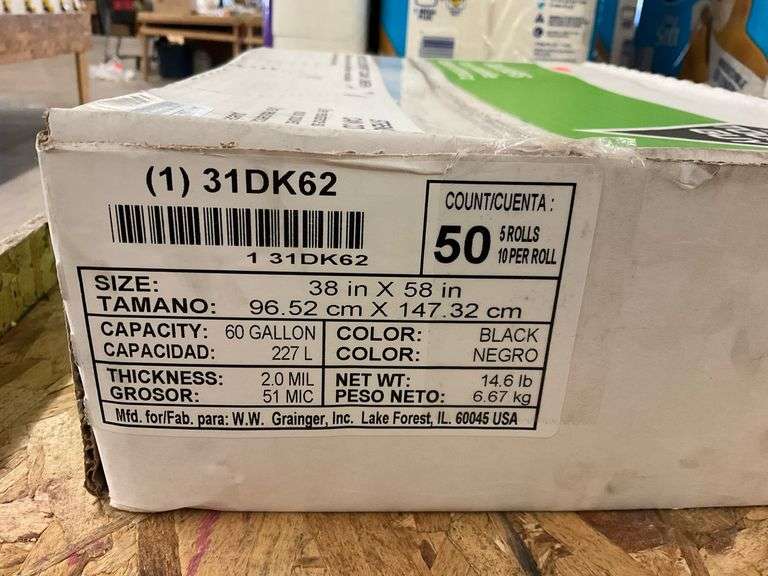 (1) 31DK62
1 31DK62
COUNT/CUENTA :
50 5 ROLLS
10 PER ROLL
SIZE: 38 in X 58 in
TAMANO: 96.52 cm X 147.32 cm
CAPACITY: 60 GALLON
CAPACIDAD: 227 L
COLOR: BLACK
COLOR: NEGRO
THICKNESS: 2.0 MIL
GROSOR: 51 MIC
NET WT: 14.6 lb
PESO NETO: 6.67 kg
Mfd. for/Fab. para: W.W. Grainger, Inc. Lake Forest, IL. 60045 USA